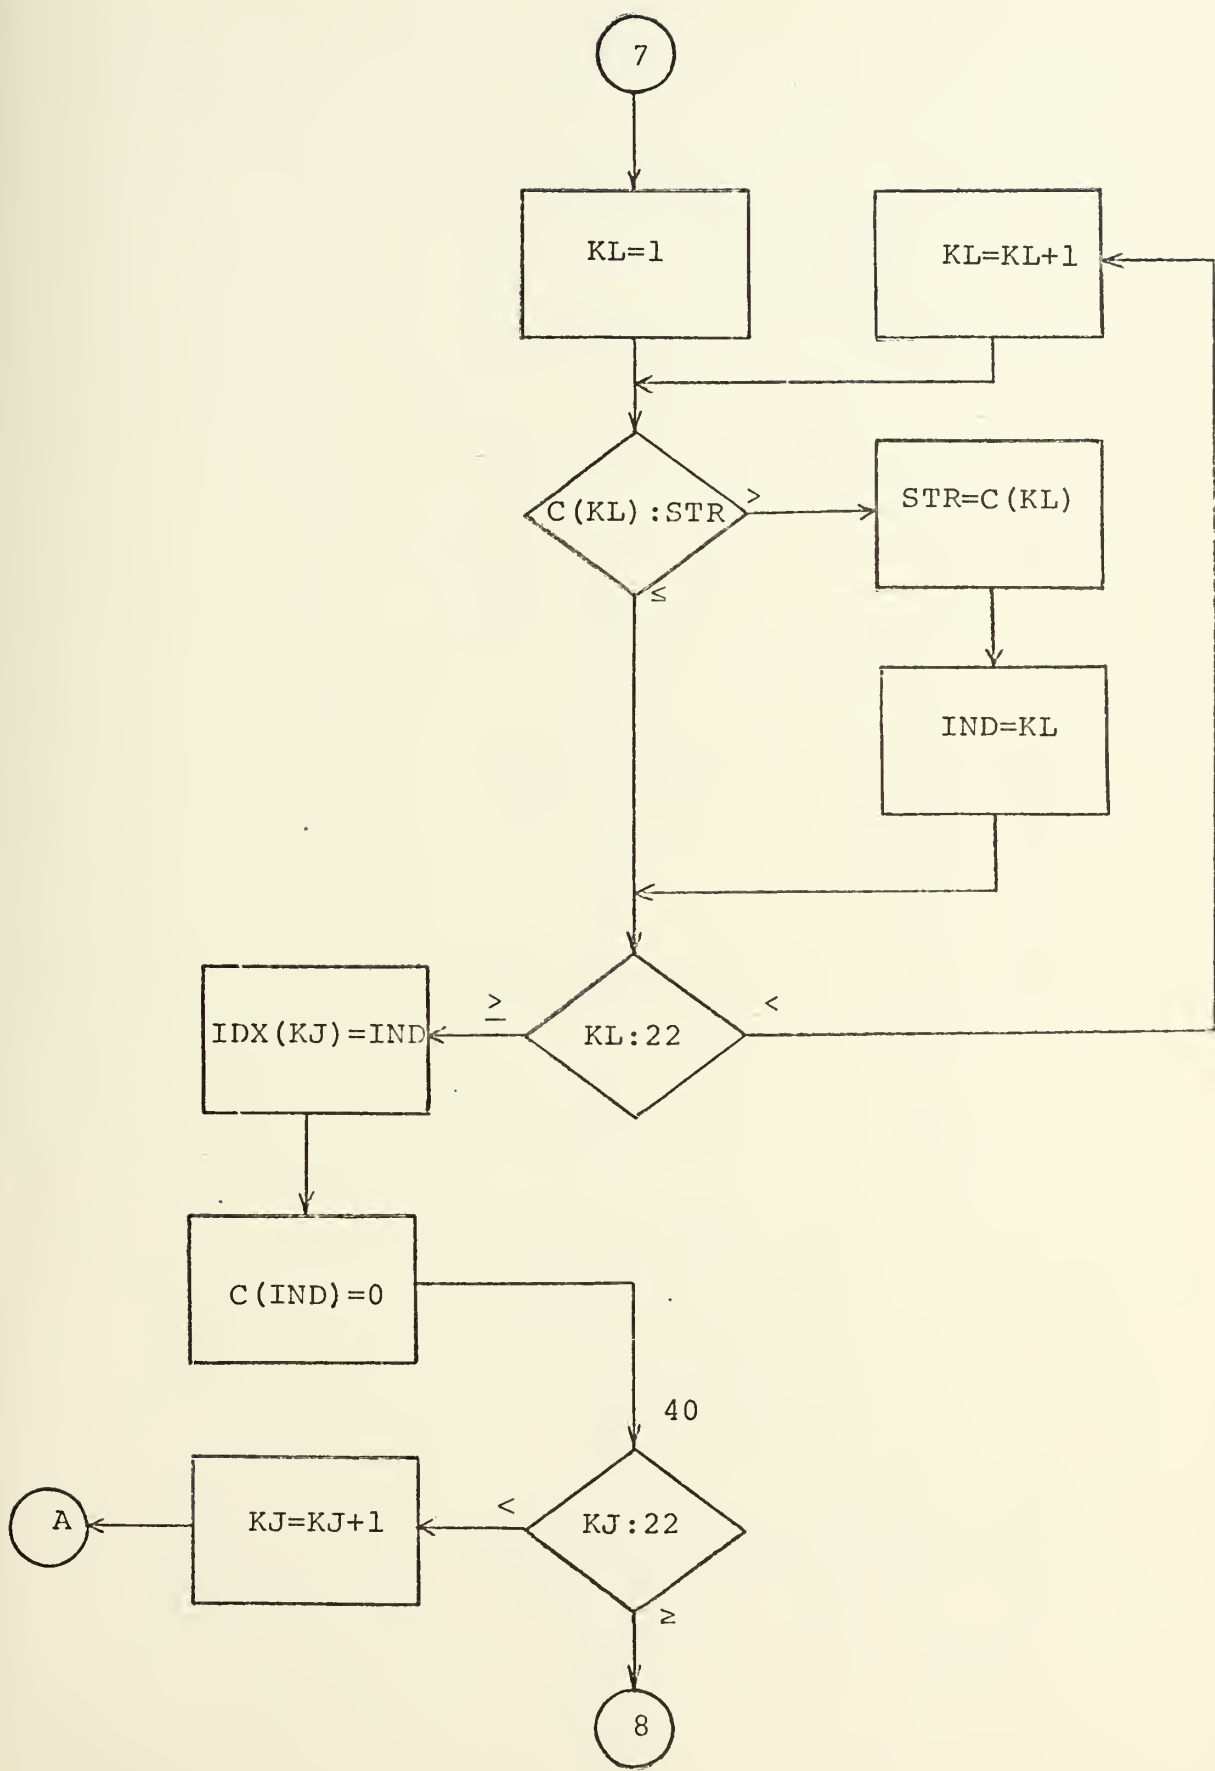 7
KL=1
KL=KL+1
C(KL):STR
>
≤
STR=C(KL)
IND=KL
IDX(KJ)=IND
≥
KL:22
<
C(IND)=0
40
A
KJ=KJ+1
<
KJ:22
≥
8